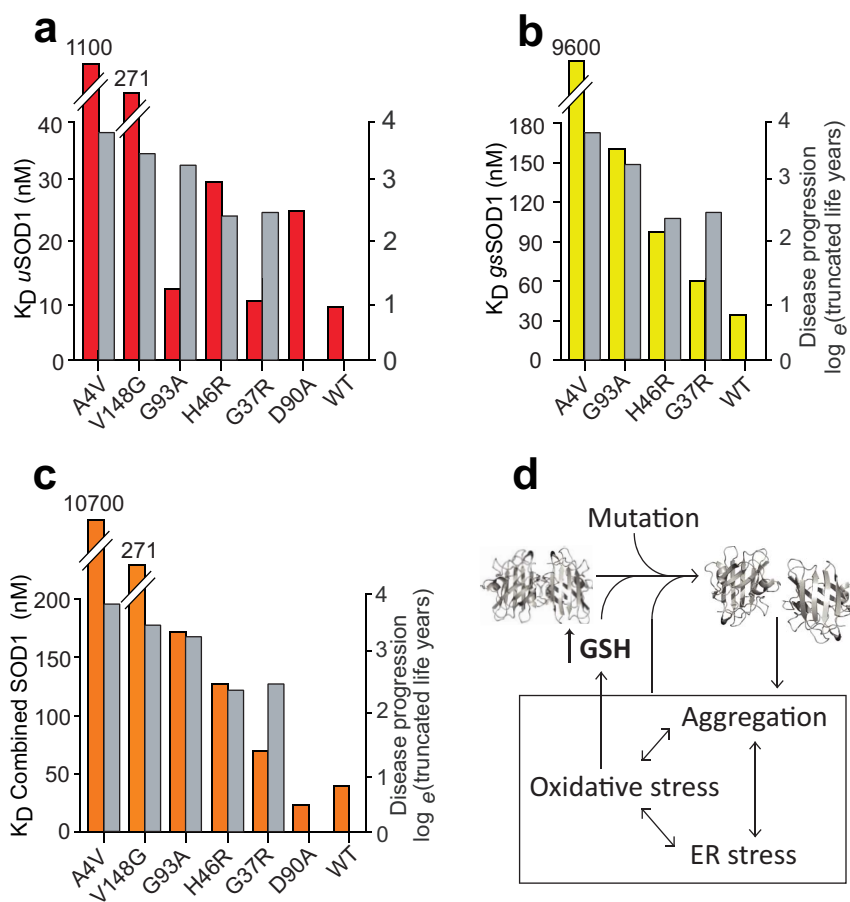 a
1100
271
40
30
20
10
0
K_D uSOD1 (nM)
4
3
2
1
0
A4V
V148G
G93A
H46R
G37R
D90A
WT
b
9600
180
150
120
90
60
30
0
K_D gsSOD1 (nM)
4
3
2
1
0
Disease progression
log e(truncated life years)
A4V
G93A
H46R
G37R
WT
c
10700
271
200
150
100
50
0
K_D Combined SOD1 (nM)
4
3
2
1
0
Disease progression
log e(truncated life years)
A4V
V148G
G93A
H46R
G37R
D90A
WT
d
Mutation
GSH
Aggregation
Oxidative stress
ER stress